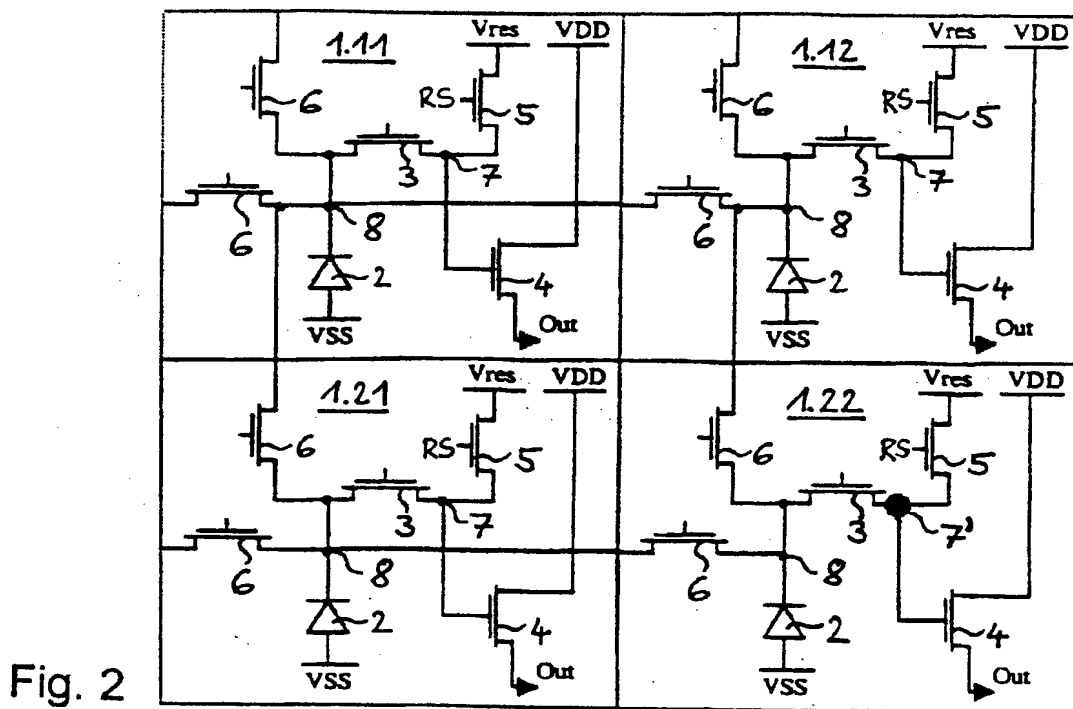 1.11 Vres VDD 1.12 Vres VDD
6 RS 5 6 RS 5
3 7 3 7
6 8 6 8
2 4 2 4
VSS Out VSS Out
1.21 Vres VDD 1.22 Vres VDD
6 RS 5 6 RS 5
3 7 3 7'
6 8 6 8
2 4 2 4
VSS Out VSS Out
Fig. 2